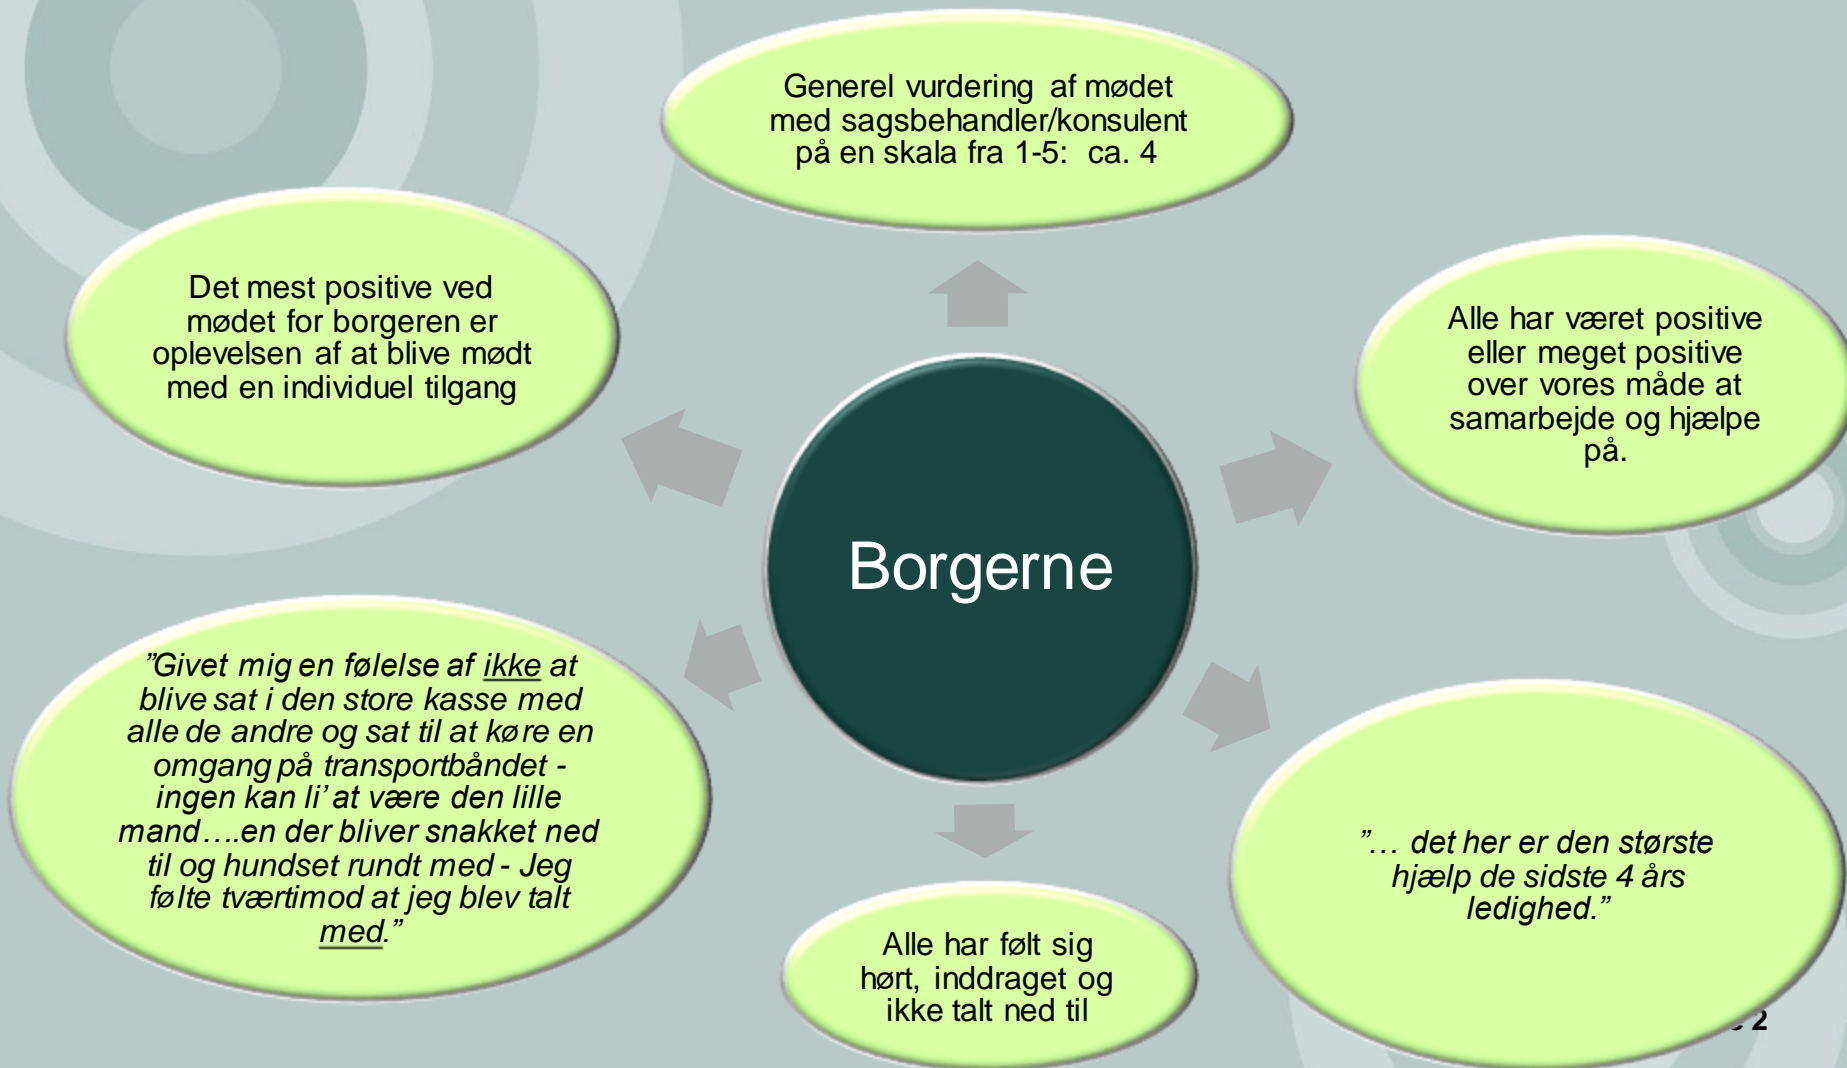 Generel vurdering af mødet
med sagsbehandler/konsulent
på en skala fra 1-5: ca. 4
Det mest positive ved
mødet for borgeren er
oplevelsen af at blive mødt
med en individuel tilgang
Alle har været positive
eller meget positive
over vores måde at
samarbejde og hjælpe
på.
Borgerne
”Givet mig en følelse af ikke at
blive sat i den store kasse med
alle de andre og sat til at køre en
omgang på transportbåndet -
ingen kan li’ at være den lille
mand….en der bliver snakket ned
til og hundset rundt med - Jeg
følte tværtimod at jeg blev talt
med.”
”… det her er den største
hjælp de sidste 4 års
ledighed.”
Alle har følt sig
hørt, inddraget og
ikke talt ned til
2